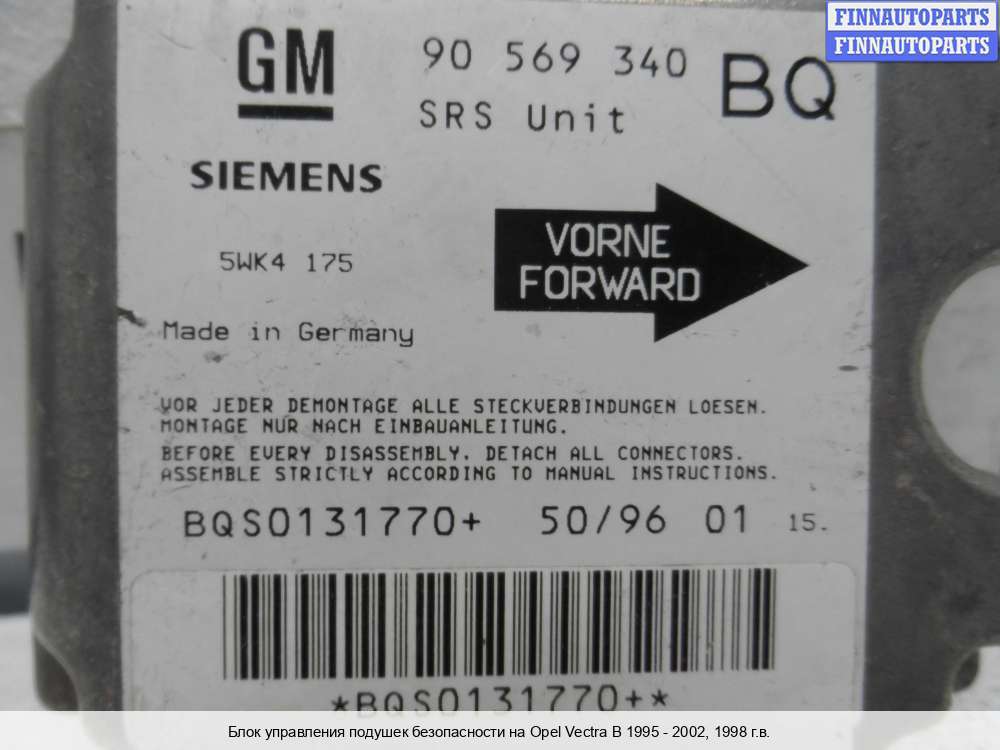 FINNAUTOPARTS
FINNAUTOPARTS
GM
90 569 340
BQ
SRS Unit
SIEMENS
VORNE
FORWARD
5WK4 175
Made in Germany
VOR JEDER DEMONTAGE ALLE STECKVERBINDUNGEN LOESEN.
MONTAGE NUR NACH EINBAUANLEITUNG.
BEFORE EVERY DISASSEMBLY. DETACH ALL CONNECTORS.
ASSEMBLE STRICTLY ACCORDING TO MANUAL INSTRUCTIONS.
BQS0131770+ 50/96 01 15.
*BQS0131770+*
Блок управления подушек безопасности на Opel Vectra B 1995 - 2002, 1998 г.в.